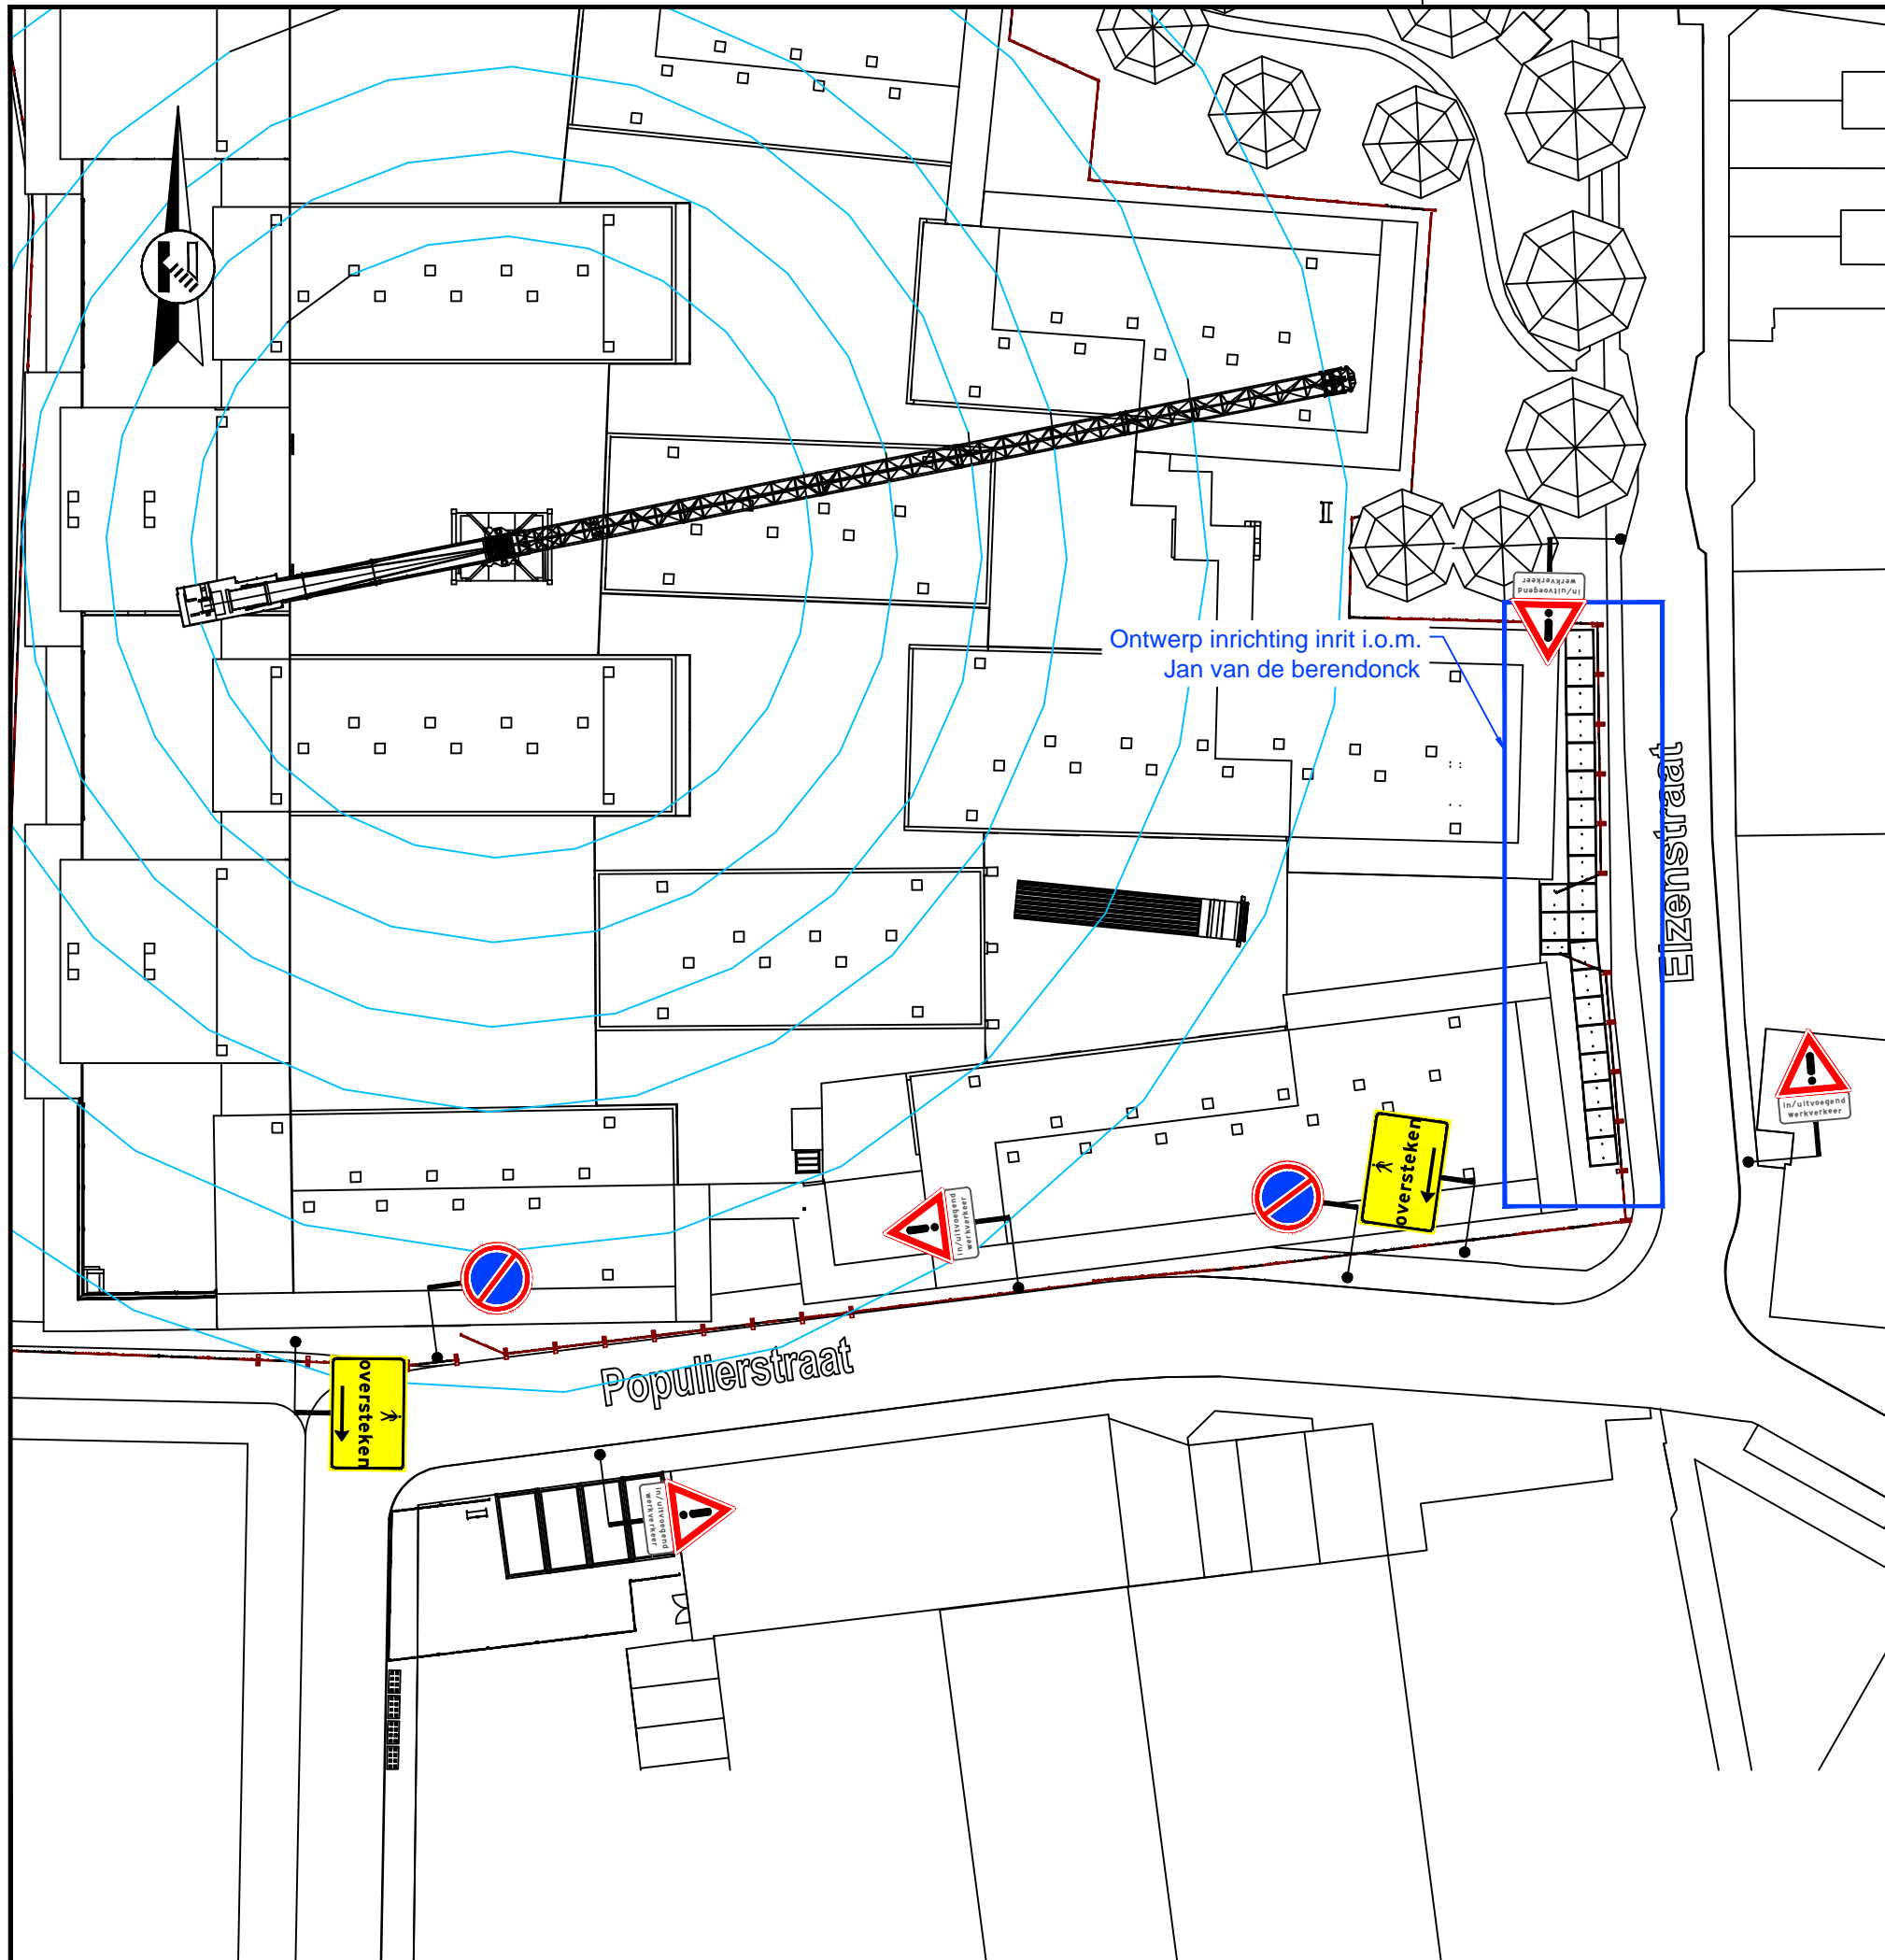 in/uitvoegend
werkverkeer
Ontwerp inrichting inrit i.o.m.
Jan van de berendonck
Elzenstraat
in/uitvoegend
werkverkeer
oversteken
in/uitvoegend
werkverkeer
Populierstraat
oversteken
in/uitvoegend
werkverkeer